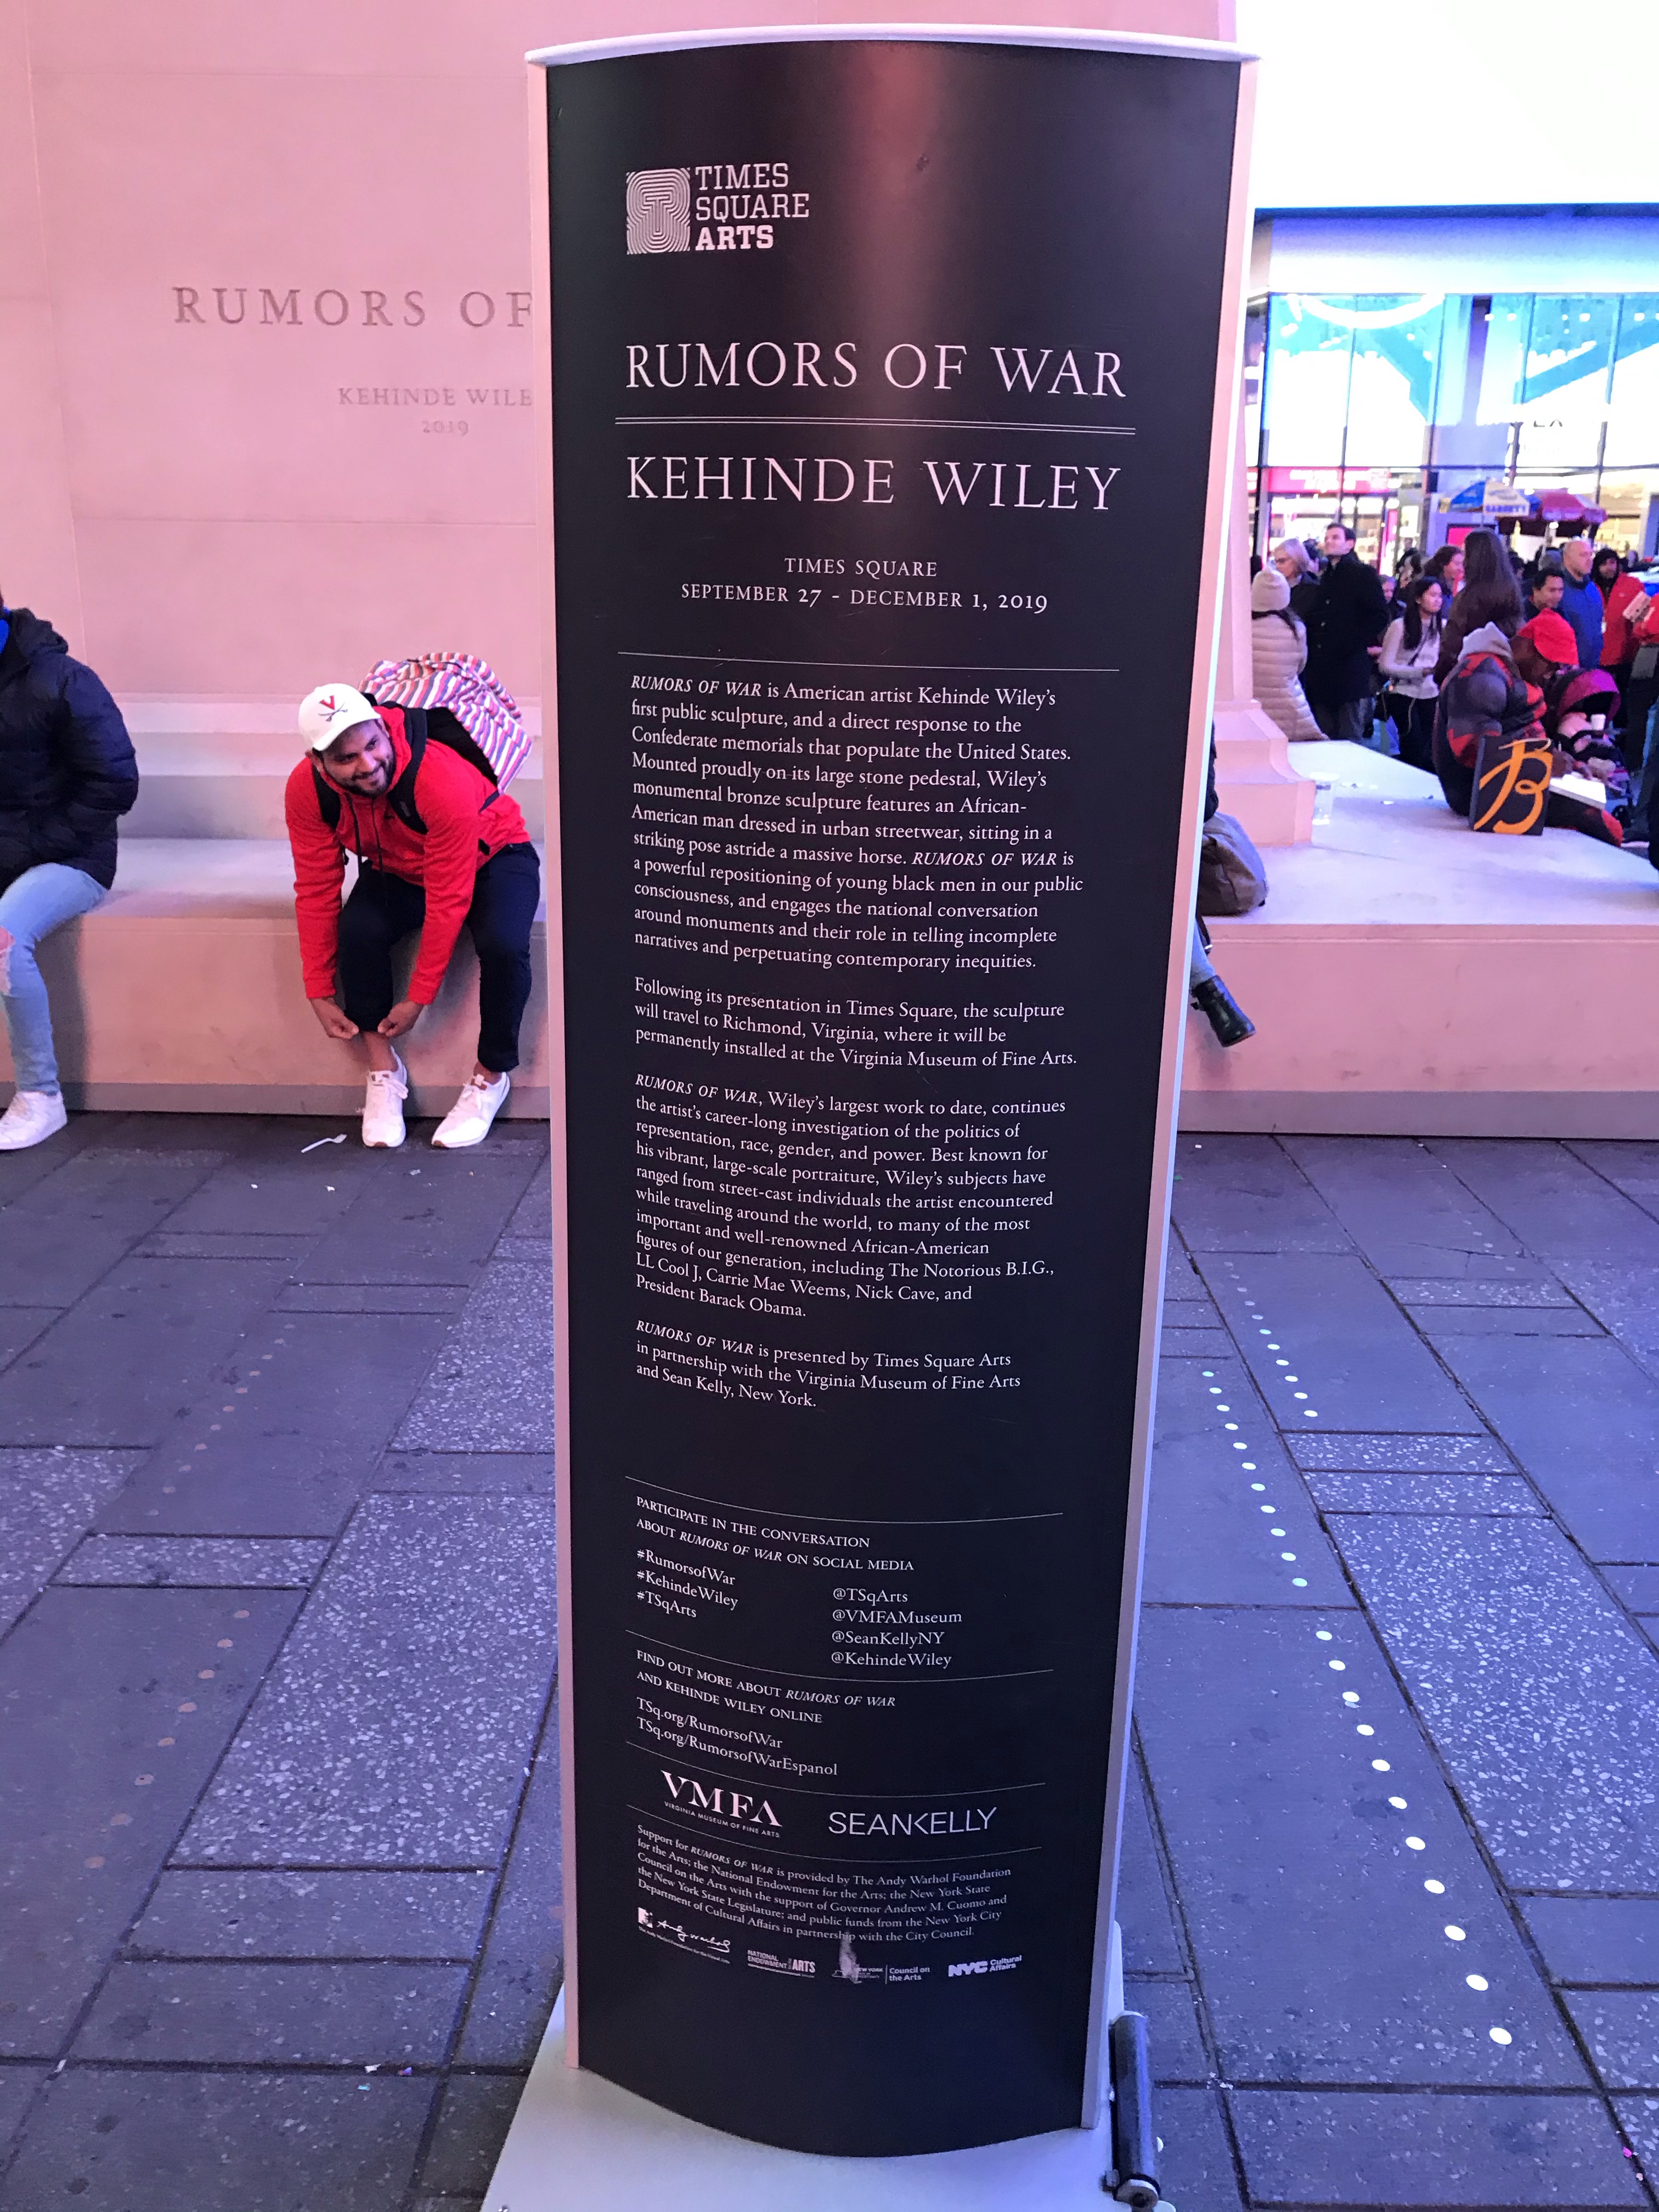 TIMES
SQUARE
ARTS
RUMORS OF
KEHINDE WILE
2019
RUMORS OF WAR
KEHINDE WILEY
TIMES SQUARE
SEPTEMBER 27 - DECEMBER 1, 2019
RUMORS OF WAR is American artist Kehinde Wiley's
first public sculpture, and a direct response to the
Confederate memorials that populate the United States.
Mounted proudly on its large stone pedestal, Wiley's
monumental bronze sculpture features an African-
American man dressed in urban streetwear, sitting in a
striking pose astride a massive horse. RUMORS OF WAR is
a powerful repositioning of young black men in our public
consciousness, and engages the national conversation
around monuments and their role in telling incomplete
narratives and perpetuating contemporary inequities.
Following its presentation in Times Square, the sculpture
will travel to Richmond, Virginia, where it will be
permanently installed at the Virginia Museum of Fine Arts.
RUMORS OF WAR, Wiley's largest work to date, continues
the artist's career-long investigation of the politics of
representation, race, gender, and power. Best known for
his vibrant, large-scale portraiture, Wiley's subjects have
ranged from street-cast individuals the artist encountered
while traveling around the world, to many of the most
important and well-renowned African-American
figures of our generation, including The Notorious B.I.G.,
LL Cool J, Carrie Mae Weems, Nick Cave, and
President Barack Obama.
RUMORS OF WAR is presented by Times Square Arts
in partnership with the Virginia Museum of Fine Arts
and Sean Kelly, New York.
PARTICIPATE IN THE CONVERSATION
ABOUT RUMORS OF WAR ON SOCIAL MEDIA
#RumorsofWar
#KehindeWiley
#TSqArts
@TSqArts
@VMFAMuseum
@SeanKellyNY
@KehindeWiley
FIND OUT MORE ABOUT RUMORS OF WAR
AND KEHINDE WILEY ONLINE
TSq.org/RumorsofWar
TSq.org/RumorsofWarEspanol
VMFA
VIRGINIA MUSEUM OF FINE ARTS
SEANKELLY
Support for RUMORS OF WAR is provided by The Andy Warhol Foundation
for the Arts; the National Endowment for the Arts; the New York State
Council on the Arts with the support of Governor Andrew M. Cuomo and
the New York State Legislature; and public funds from the New York City
Department of Cultural Affairs in partnership with the City Council.
Andy Warhol
NATIONAL ENDOWMENT for the ARTS
NEW YORK
Council on
the Arts
NYC Cultural
Affairs
V
B